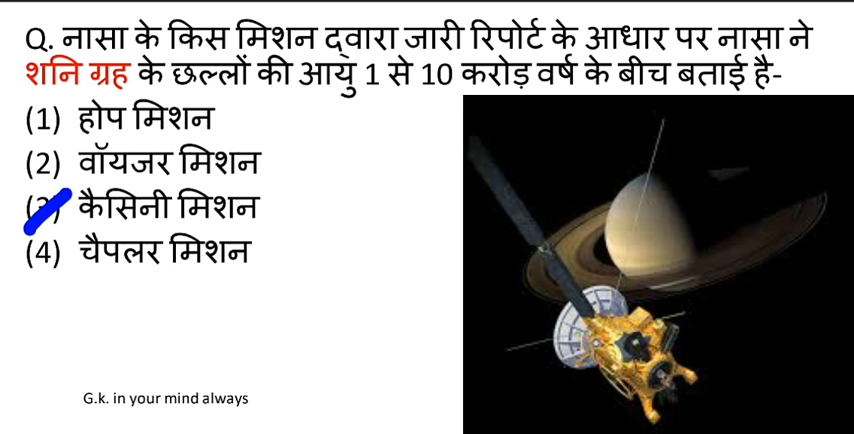 Q. नासा के किस मिशन द्वारा जारी रिपोर्ट के आधार पर नासा ने
शनि ग्रह के छल्लों की आयु 1 से 10 करोड़ वर्ष के बीच बताई है-
(1) होप मिशन
(2) वॉयजर मिशन
(3) कैसिनी मिशन
(4) चैपलर मिशन
G.k. in your mind always